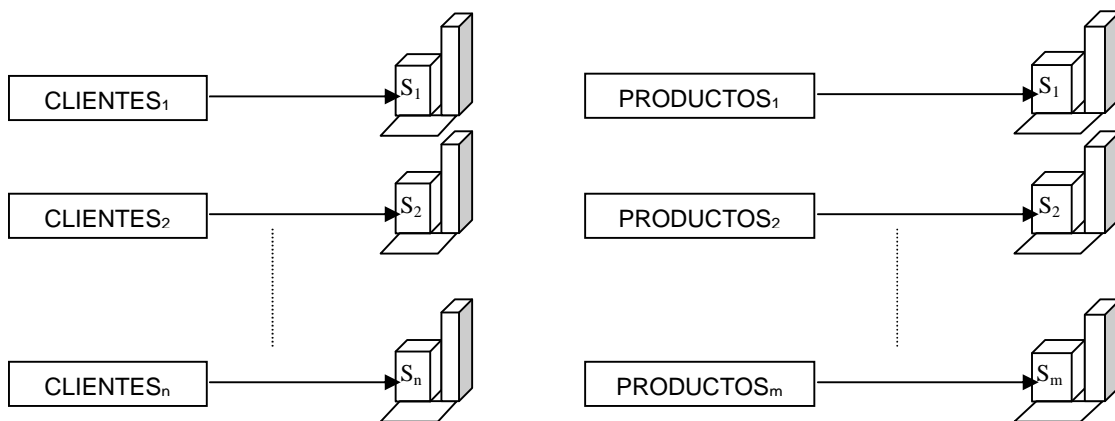 CLIENTES₁ S₁ PRODUCTOS₁ S₁
CLIENTES₂ S₂ PRODUCTOS₂ S₂
CLIENTESₙ Sₙ PRODUCTOSₘ Sₘ